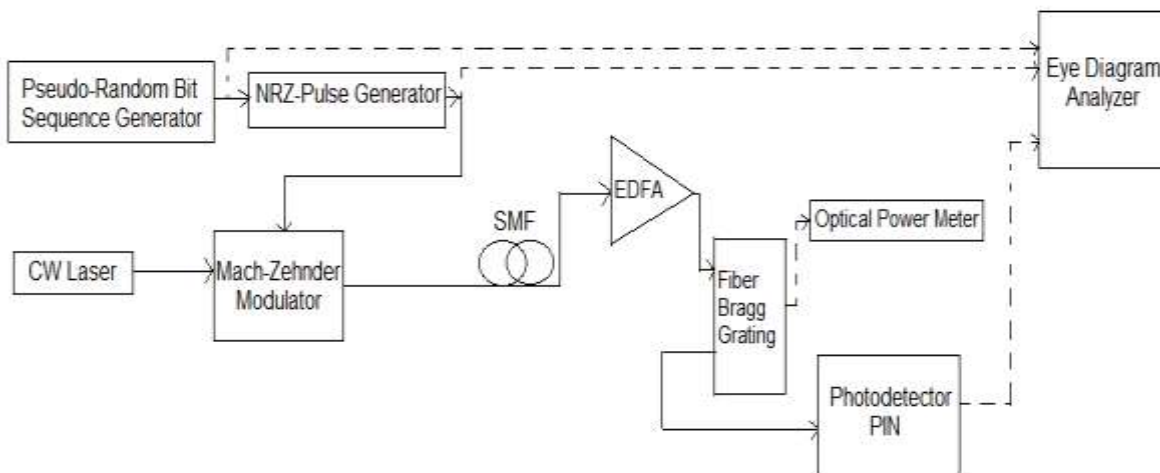 Pseudo-Random Bit
Sequence Generator
NRZ-Pulse Generator
Eye Diagram
Analyzer
EDFA
SMF
Optical Power Meter
CW Laser
Mach-Zehnder
Modulator
Fiber
Bragg
Grating
Photodetector
PIN